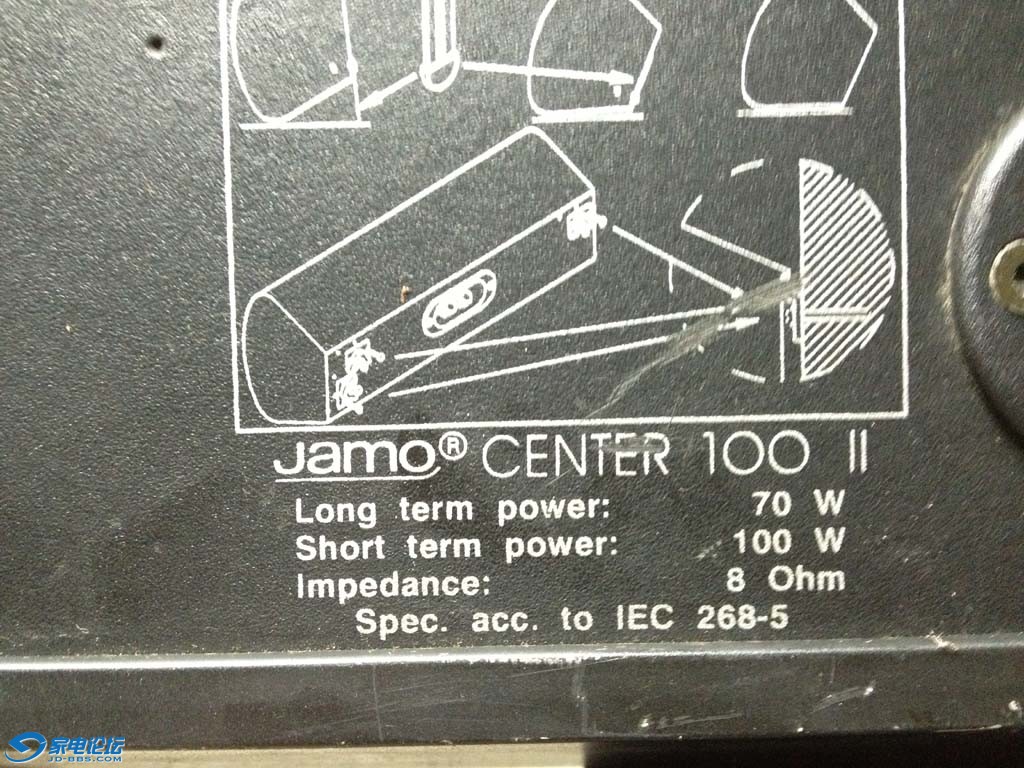 Jamo® CENTER 100 II
Long term power: 70 W
Short term power: 100 W
Impedance: 8 Ohm
Spec. acc. to IEC 268-5
家电论坛
JD-BBS.COM